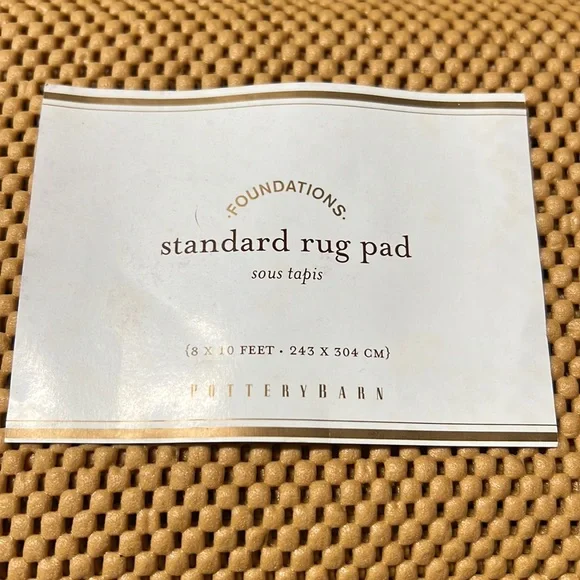 ·FOUNDATIONS·
standard rug pad
sous tapis
{8 X 10 FEET · 243 X 304 CM}
POTTERYBARN